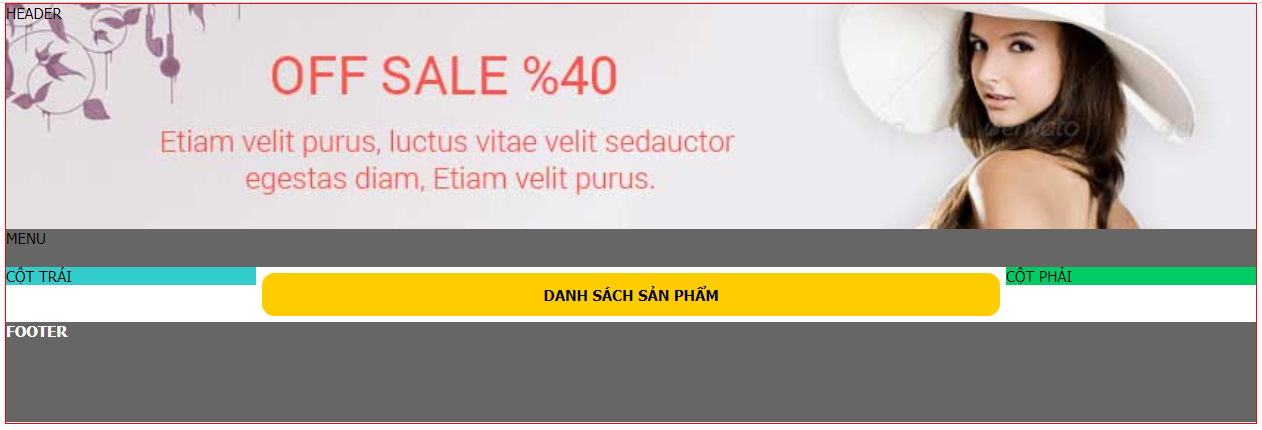 HEADER
OFF SALE %40
Etiam velit purus, luctus vitae velit sedauctor
egestas diam, Etiam velit purus.
envato
MENU
CỘT TRÁI
DANH SÁCH SẢN PHẨM
CỘT PHẢI
FOOTER